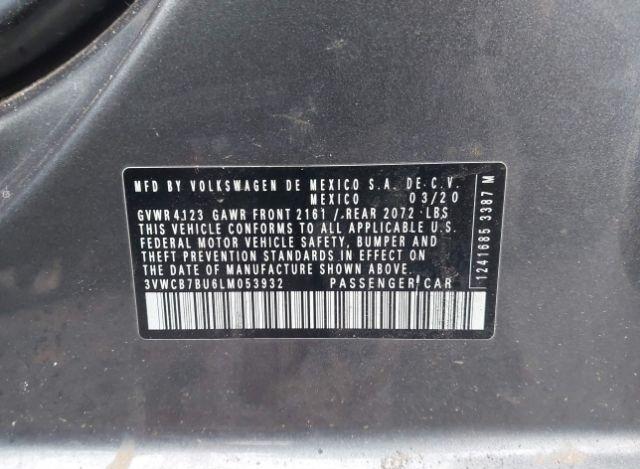 MFD BY VOLKSWAGEN DE MEXICO S.A. DE C.V.
MEXICO 03/20
GVWR 4123 GAWR FRONT 2161 / REAR 2072 LBS
THIS VEHICLE CONFORMS TO ALL APPLICABLE U.S.
FEDERAL MOTOR VEHICLE SAFETY, BUMPER AND
THEFT PREVENTION STANDARDS IN EFFECT ON
THE DATE OF MANUFACTURE SHOWN ABOVE.
3VWCB7BU6LM053932 PASSENGER CAR
1241685 3387 M